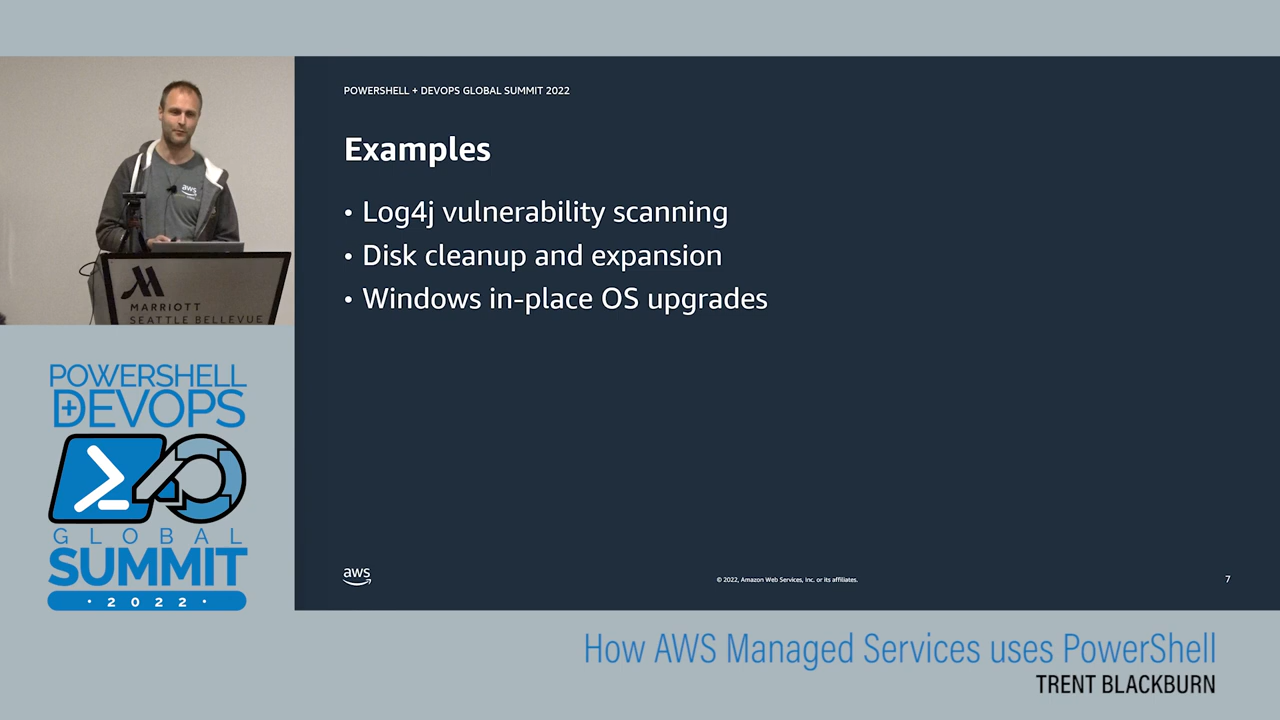 POWERSHELL + DEVOPS GLOBAL SUMMIT 2022
Examples
• Log4j vulnerability scanning
• Disk cleanup and expansion
• Windows in-place OS upgrades
aws
© 2022, Amazon Web Services, Inc. or its affiliates.
7
aws
MARRIOTT
SEATTLE BELLEVUE
POWERSHELL
+DEVOPS
GLOBAL
SUMMIT
· 2022 ·
How AWS Managed Services uses PowerShell
TRENT BLACKBURN